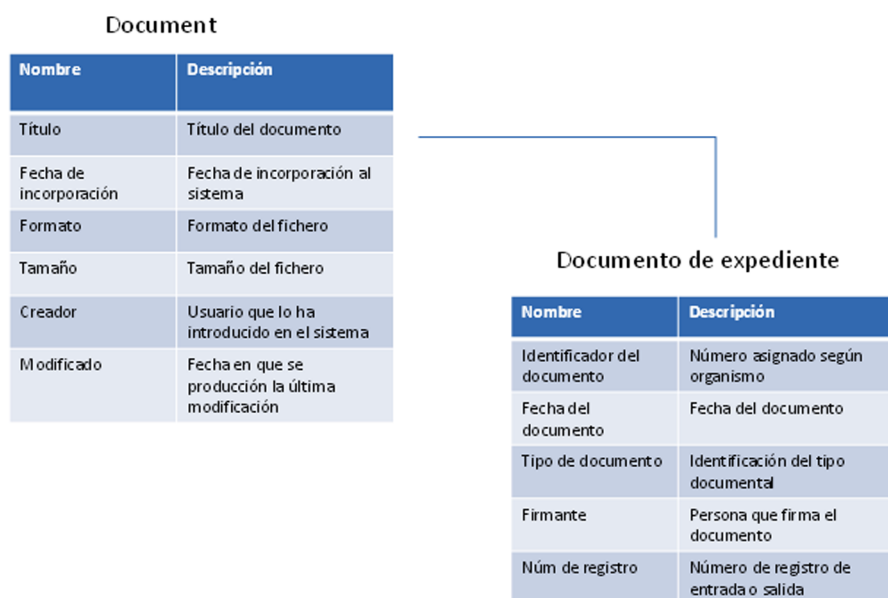 Document
Nombre Descripción
Título Título del documento
Fecha de Fecha de incorporación al
incorporación sistema
Formato Formato del fichero
Tamaño Tamaño del fichero
Creador Usuario que lo ha
introducido en el sistema
Modificado Fecha en que se
producción la última
modificación
Documento de expediente
Nombre Descripción
Identificador del Número asignado según
documento organismo
Fecha del Fecha del documento
documento
Tipo de documento Identificación del tipo
documental
Firmante Persona que firma el
documento
Núm de registro Número de registro de
entrada o salida